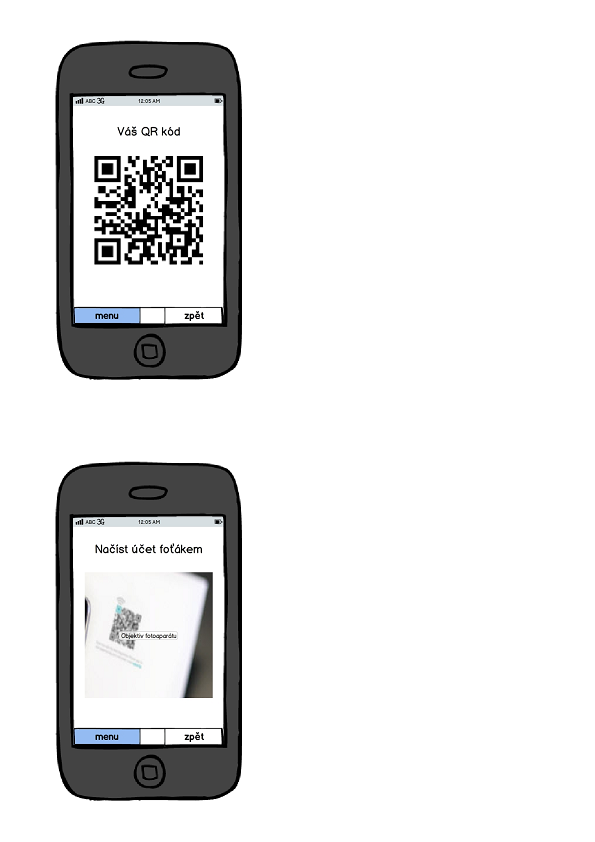 ABC 3G 12:05 AM
Váš QR kód
menu zpět
ABC 3G 12:05 AM
Načíst účet foťákem
Objektiv fotoaparátu
menu zpět